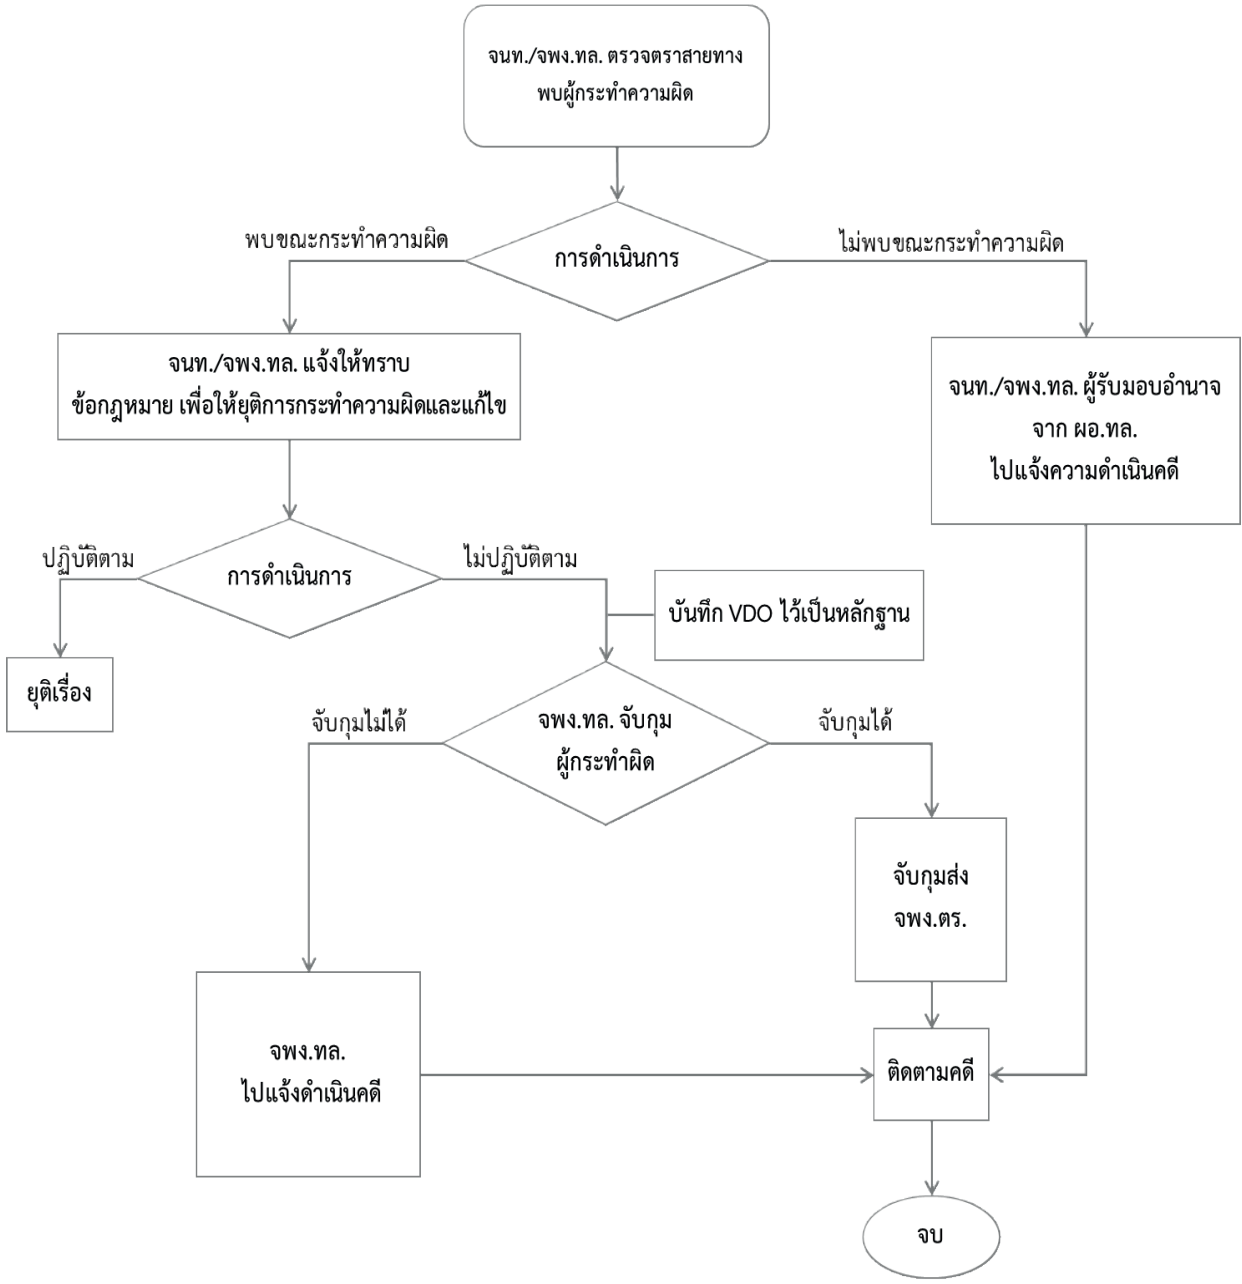 จนท./จพง.ทล. ตรวจตราสายทาง
พบผู้กระทำความผิด
พบขณะกระทำความผิด
การดำเนินการ
ไม่พบขณะกระทำความผิด
จนท./จพง.ทล. แจ้งให้ทราบ
ข้อกฎหมาย เพื่อให้ยุติการกระทำความผิดและแก้ไข
จนท./จพง.ทล. ผู้รับมอบอำนาจ
จาก ผอ.ทล.
ไปแจ้งความดำเนินคดี
ปฏิบัติตาม
การดำเนินการ
ไม่ปฏิบัติตาม
บันทึก VDO ไว้เป็นหลักฐาน
ยุติเรื่อง
จับกุมไม่ได้
จพง.ทล. จับกุม
ผู้กระทำผิด
จับกุมได้
จับกุมส่ง
จพง.ตร.
จพง.ทล.
ไปแจ้งดำเนินคดี
ติดตามคดี
จบ